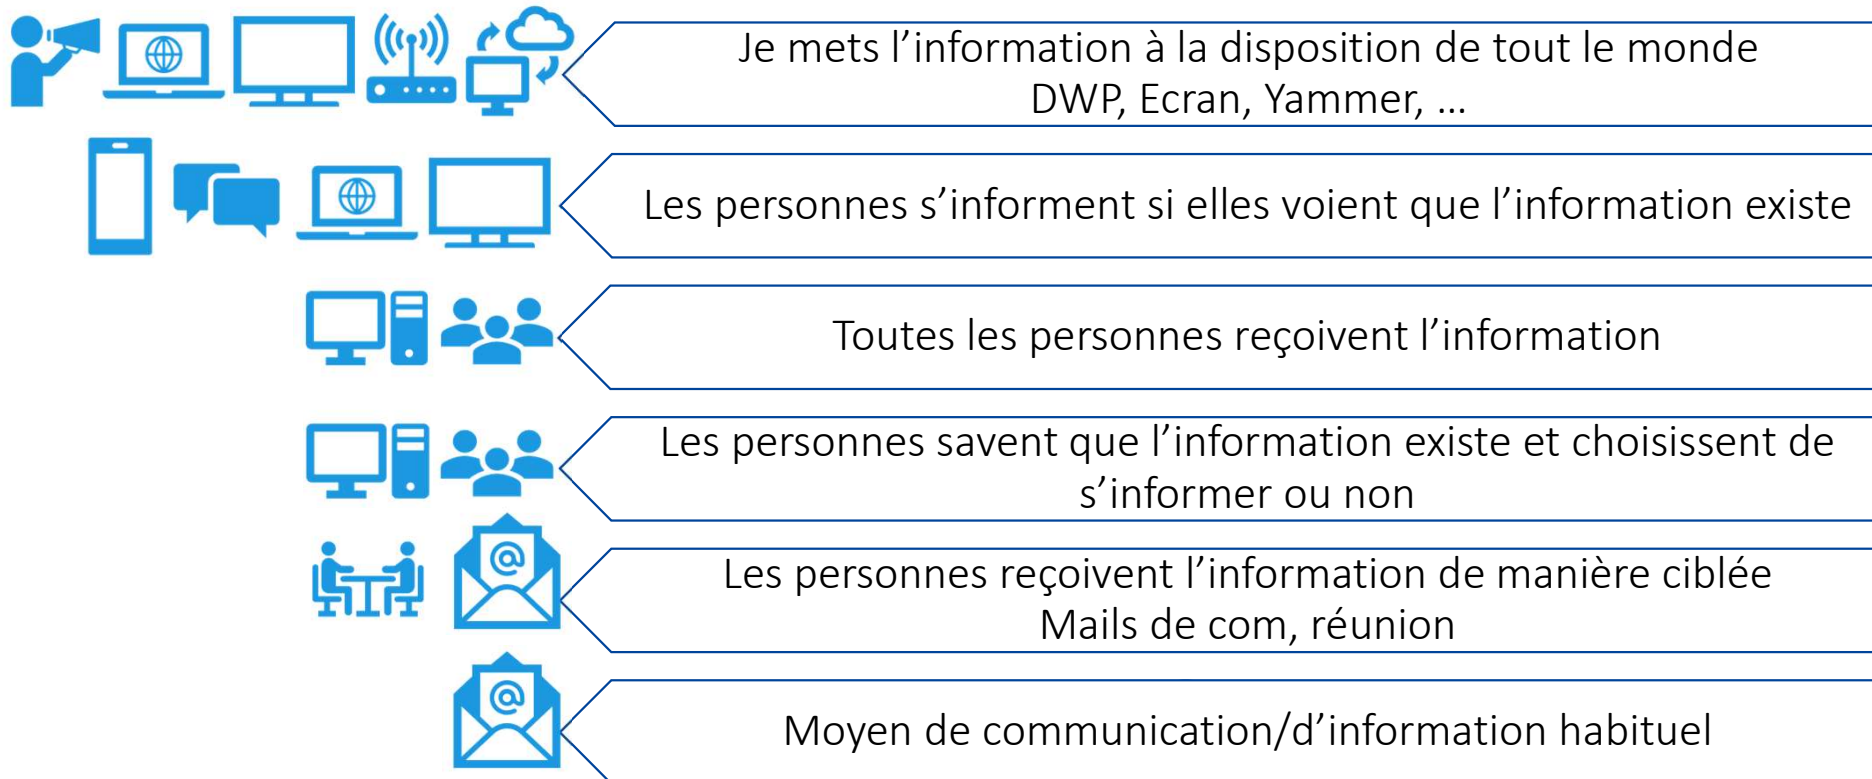 Je mets l’information à la disposition de tout le monde
DWP, Ecran, Yammer, ...
Les personnes s’informent si elles voient que l’information existe
Toutes les personnes reçoivent l’information
Les personnes savent que l’information existe et choisissent de
s’informer ou non
@
Les personnes reçoivent l’information de manière ciblée
Mails de com, réunion
@
Moyen de communication/d’information habituel